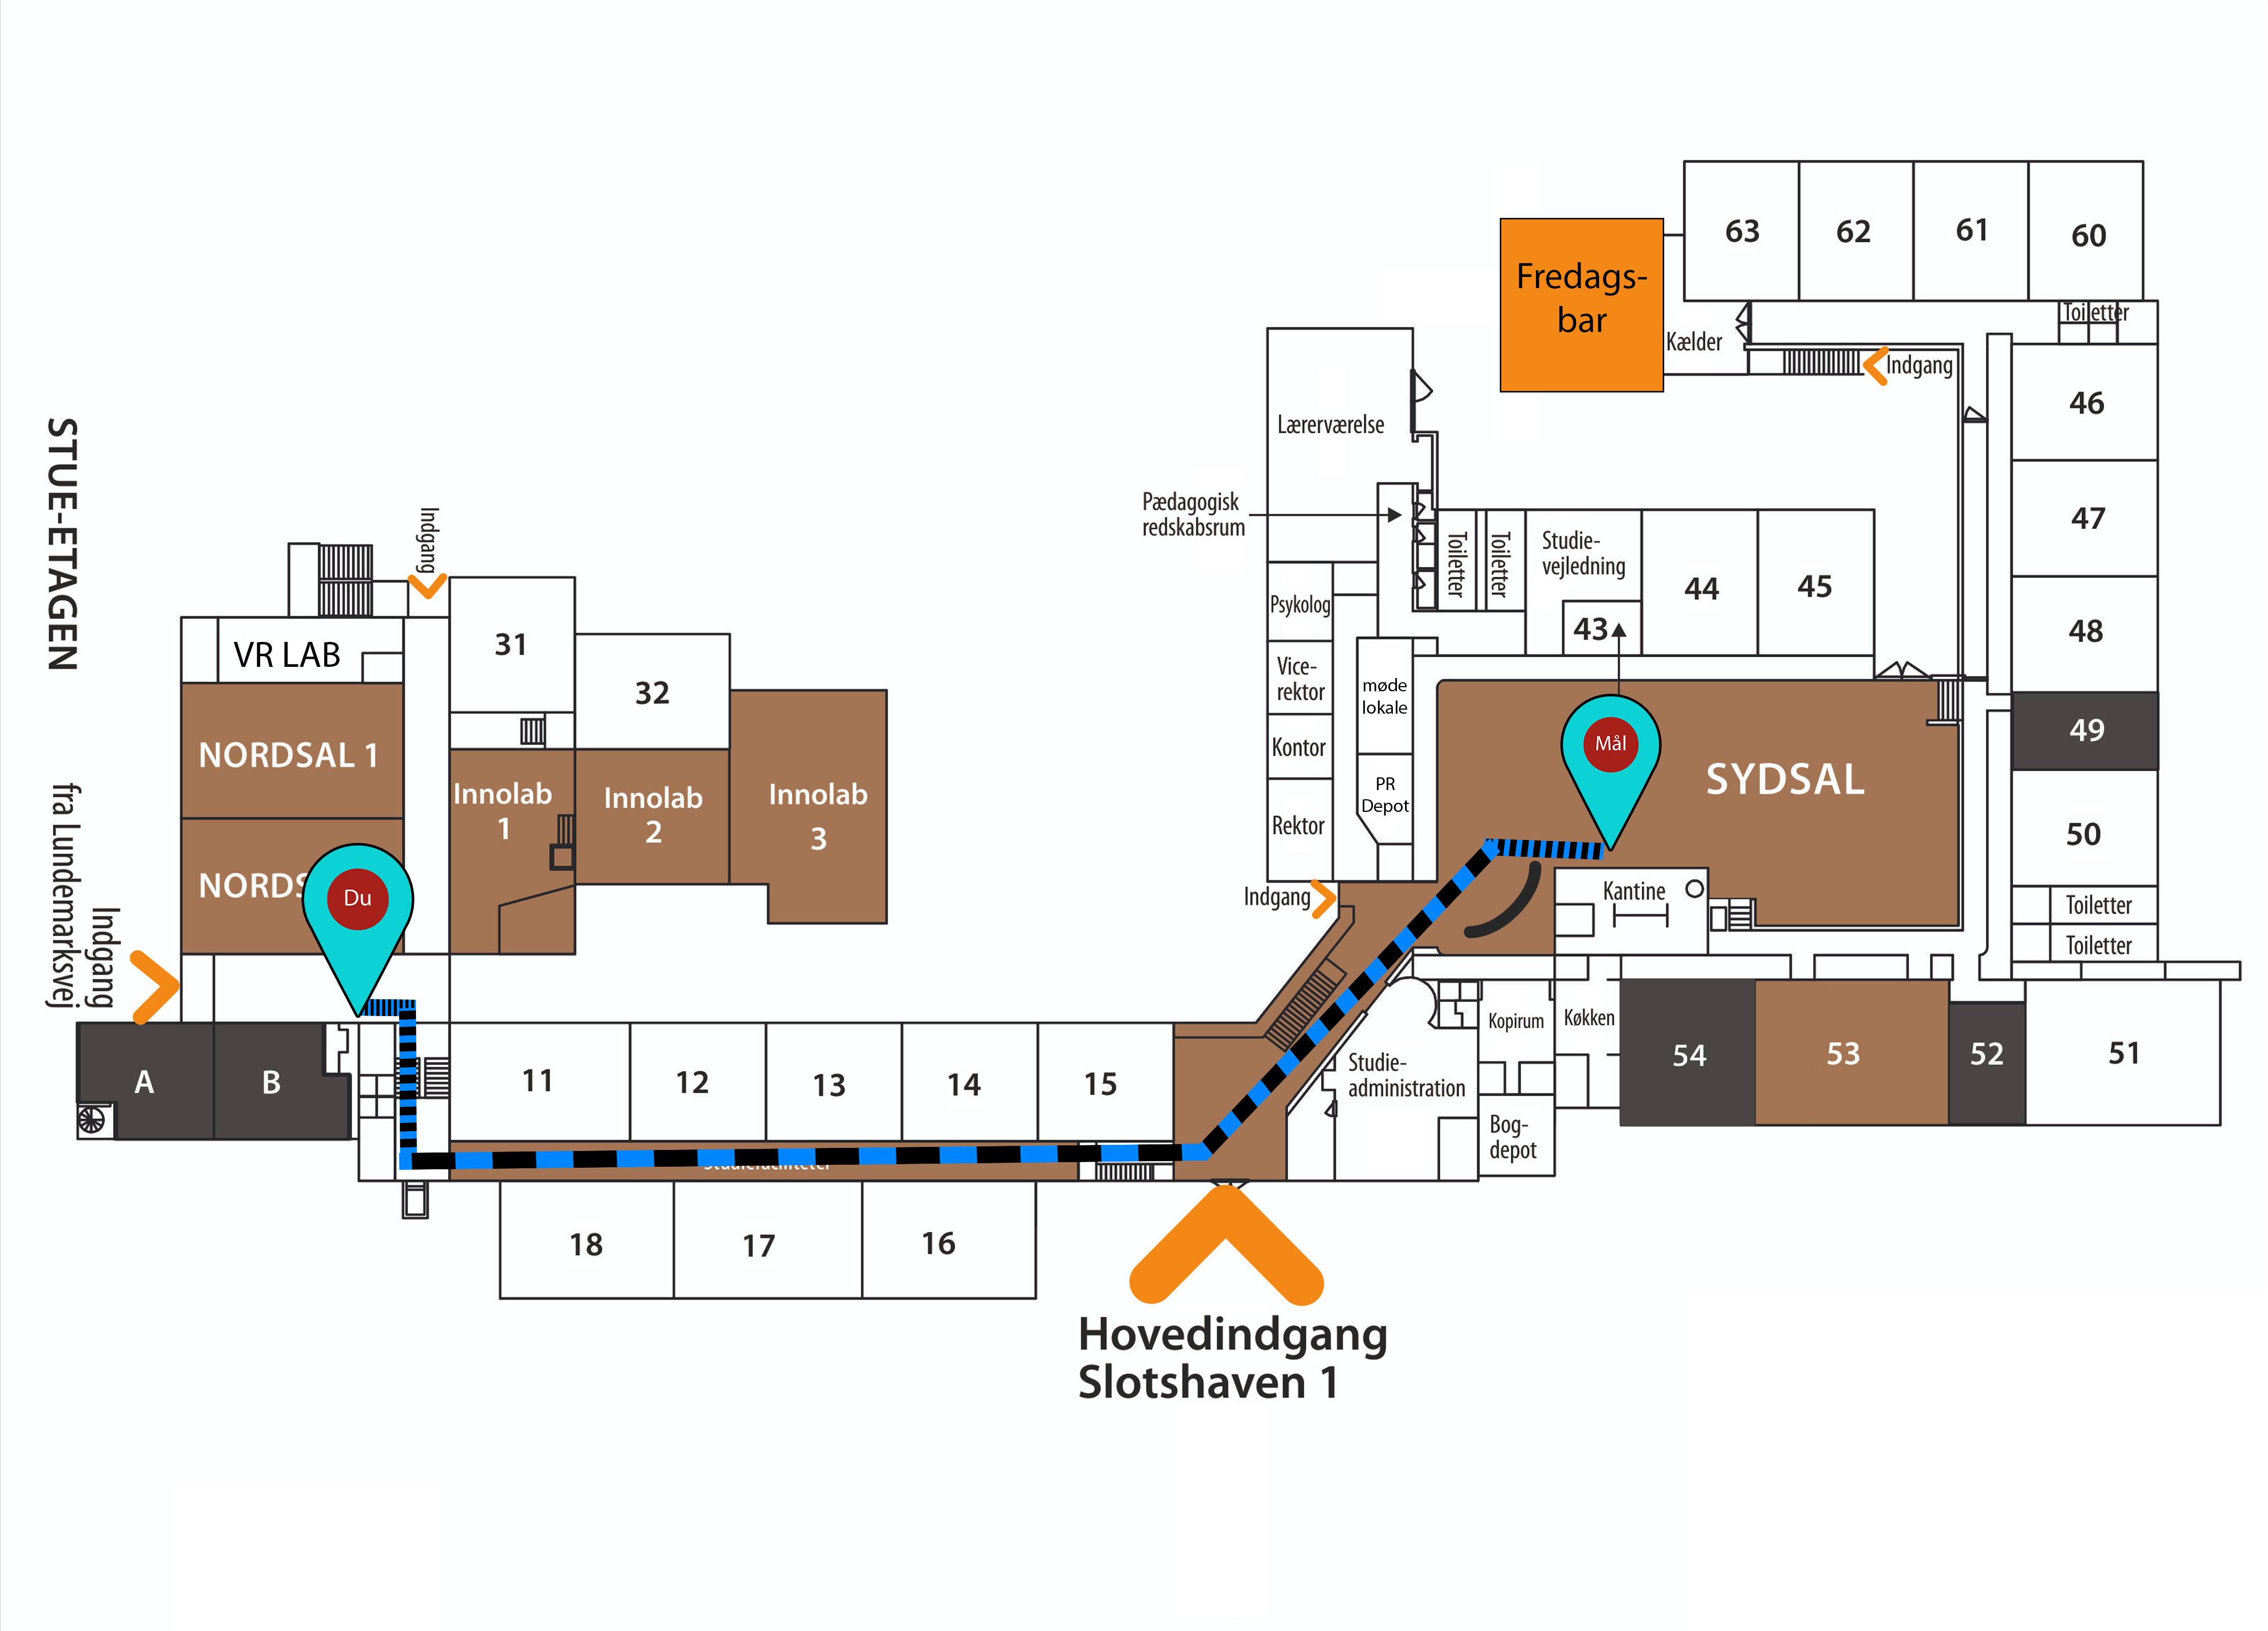 STUE-ETAGEN
Indgang
fra Lundemarksvej
Indgang
VR LAB
NORDSAL 1
NORDS
Du
A
B
31
32
Innolab
1
Innolab
2
Innolab
3
11
12
13
14
15
18
17
16
Hovedindgang
Slotshaven 1
Indgang
Lærerværelse
Pædagogisk
redskabsrum
Psykolog
Vice-
rektor
Kontor
Rektor
møde
lokale
PR
Depot
Toiletter
Toiletter
Studie-
vejledning
43
44
45
Fredags-
bar
Kælder
Indgang
63
62
61
60
Toiletter
46
47
48
49
50
Toiletter
Toiletter
Mål
SYDSAL
Kantine
Studie-
administration
Kopirum
Køkken
Bog-
depot
54
53
52
51